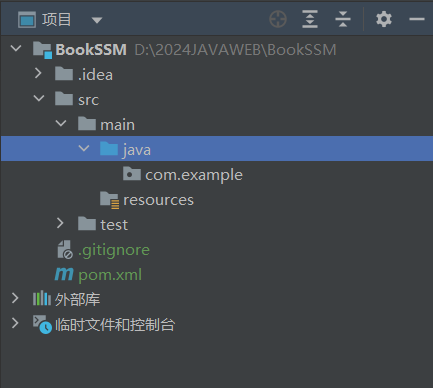 项目
BookSSM D:\2024JAVAWEB\BookSSM
.idea
src
main
java
com.example
resources
test
.gitignore
pom.xml
外部库
临时文件和控制台